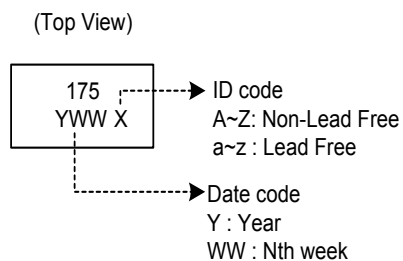 (Top View)
175
YWW X
ID code
A~Z: Non-Lead Free
a~z : Lead Free
Date code
Y : Year
WW : Nth week